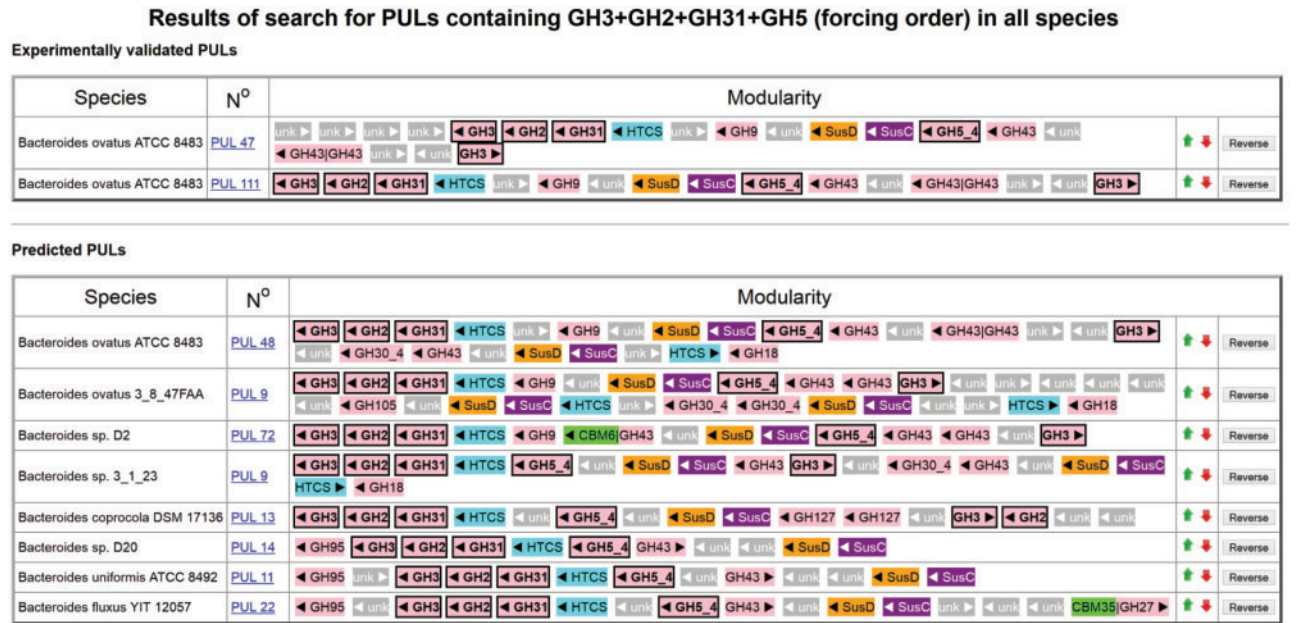 Results of search for PULs containing GH3+GH2+GH31+GH5 (forcing order) in all species
Experimentally validated PULs
Species N° Modularity
Bacteroides ovatus ATCC 8483 PUL 47 unk ▶ unk ▶ unk ▶ unk ▶ ◀ GH3 ◀ GH2 ◀ GH31 ◀ HTCS unk ▶ ◀ GH9 ◀ unk ◀ SusD ◀ SusC ◀ GH5_4 ◀ GH43 ◀ unk
◀ GH43|GH43 unk ▶ ◀ unk GH3 ▶ Reverse
Bacteroides ovatus ATCC 8483 PUL 111 ◀ GH3 ◀ GH2 ◀ GH31 ◀ HTCS unk ▶ ◀ GH9 ◀ unk ◀ SusD ◀ SusC ◀ GH5_4 ◀ GH43 ◀ unk ◀ GH43|GH43 unk ▶ ◀ unk GH3 ▶ Reverse
Predicted PULs
Species N° Modularity
Bacteroides ovatus ATCC 8483 PUL 48 ◀ GH3 ◀ GH2 ◀ GH31 ◀ HTCS unk ▶ ◀ GH9 ◀ unk ◀ SusD ◀ SusC ◀ GH5_4 ◀ GH43 ◀ unk ◀ GH43|GH43 unk ▶ ◀ unk GH3 ▶
◀ unk ◀ GH30_4 ◀ GH43 ◀ unk ◀ SusD ◀ SusC unk ▶ HTCS ▶ ◀ GH18 Reverse
Bacteroides ovatus 3_8_47FAA PUL 9 ◀ GH3 ◀ GH2 ◀ GH31 ◀ HTCS ◀ GH9 ◀ unk ◀ SusD ◀ SusC ◀ GH5_4 ◀ GH43 ◀ GH43 GH3 ▶ ◀ unk unk ▶ ◀ unk ◀ unk ◀ unk
◀ unk ◀ GH105 ◀ unk ◀ SusD ◀ SusC ◀ HTCS unk ▶ ◀ GH30_4 ◀ GH30_4 ◀ SusD ◀ SusC ◀ unk unk ▶ HTCS ▶ ◀ GH18 Reverse
Bacteroides sp. D2 PUL 72 ◀ GH3 ◀ GH2 ◀ GH31 ◀ HTCS ◀ GH9 ◀ CBM6|GH43 ◀ unk ◀ SusD ◀ SusC ◀ GH5_4 ◀ GH43 ◀ GH43 ◀ unk GH3 ▶ Reverse
Bacteroides sp. 3_1_23 PUL 9 ◀ GH3 ◀ GH2 ◀ GH31 ◀ HTCS ◀ GH5_4 ◀ unk ◀ SusD ◀ SusC ◀ GH43 GH3 ▶ ◀ unk ◀ GH30_4 ◀ GH43 ◀ unk ◀ SusD ◀ SusC
HTCS ▶ ◀ GH18 Reverse
Bacteroides coprocola DSM 17136 PUL 13 ◀ GH3 ◀ GH2 ◀ GH31 ◀ HTCS ◀ unk ◀ GH5_4 ◀ unk ◀ SusD ◀ SusC ◀ GH127 ◀ GH127 ◀ unk GH3 ▶ ◀ GH2 ◀ unk ◀ unk Reverse
Bacteroides sp. D20 PUL 14 ◀ GH95 ◀ GH3 ◀ GH2 ◀ GH31 ◀ HTCS ◀ GH5_4 GH43 ▶ ◀ unk ◀ unk ◀ SusD ◀ SusC Reverse
Bacteroides uniformis ATCC 8492 PUL 11 ◀ GH95 unk ▶ ◀ GH3 ◀ GH2 ◀ GH31 ◀ HTCS ◀ GH5_4 ◀ unk GH43 ▶ ◀ unk ◀ unk ◀ SusD ◀ SusC Reverse
Bacteroides fluxus YIT 12057 PUL 22 ◀ GH95 ◀ unk ◀ GH3 ◀ GH2 ◀ GH31 ◀ HTCS ◀ unk ◀ GH5_4 GH43 ▶ ◀ unk ◀ SusD ◀ SusC unk ▶ ◀ unk ◀ unk CBM35|GH27 ▶ Reverse